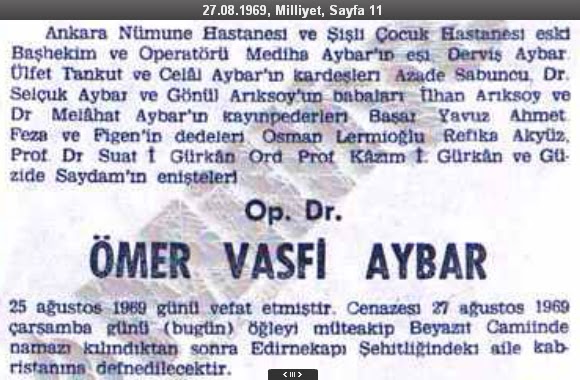 27.08.1969, Milliyet, Sayfa 11
Ankara Nümune Hastanesi ve Şişli Çocuk Hastanesi eski
Başhekim ve Operatörü Mediha Aybar'ın eşi, Derviş Aybar,
Ülfet Tankut ve Celâl Aybar'ın kardeşleri Azade Sabuncu, Dr.
Selçuk Aybar ve Gönül Arıksoy'un babaları İlhan Arıksoy ve
Dr Melâhat Aybar'ın kayınpederleri Başar Yavuz Ahmet
Feza ve Figen'in dedeleri Osman Lermioğlu Refika Akyüz,
Prof. Dr Suat İ Gürkân Ord Prof. Kâzım İ. Gürkân ve Gü-
zide Saydam'ın enişteleri
Op. Dr.
ÖMER VASFİ AYBAR
25 ağustos 1969 günü vefat etmiştir. Cenazesi 27 ağustos 1969
çarşamba günü (bugün) öğleyi müteakip Beyazıt Camiinde
namazı kılındıktan sonra Edirnekapı Şehitliğindeki aile kab-
ristanına defnedilecektir.